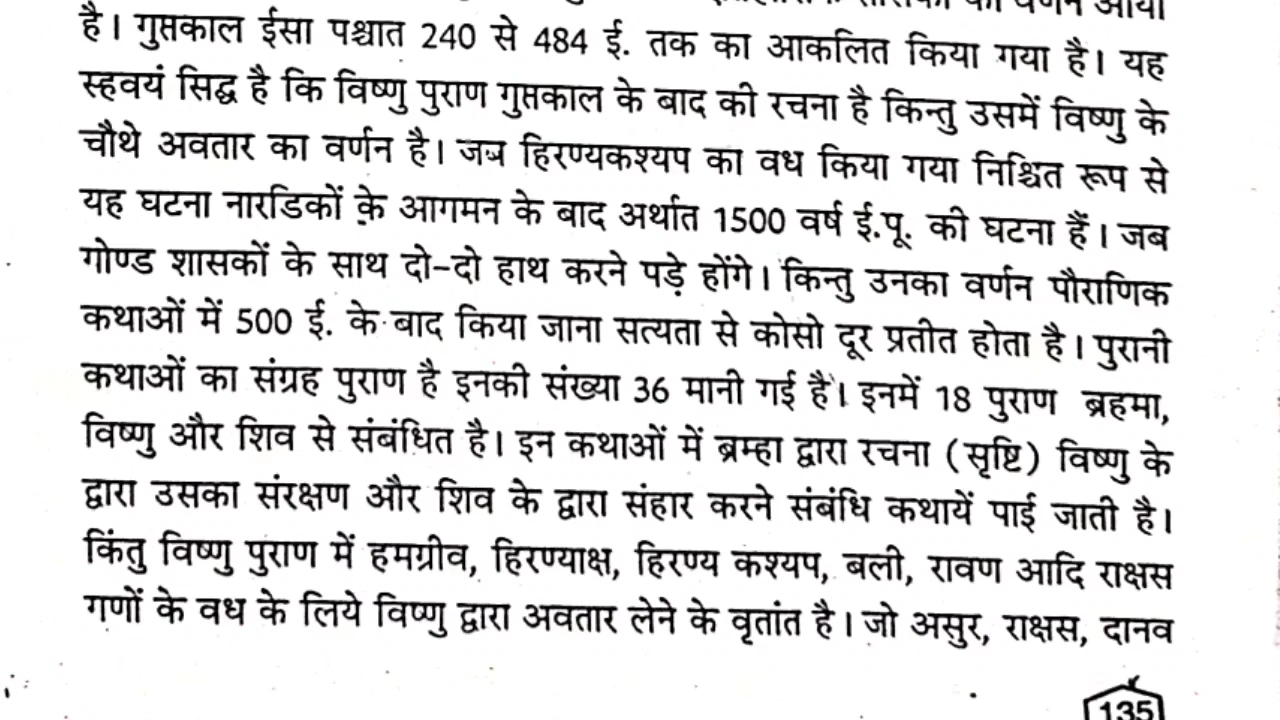 का वर्णन आया
है। गुप्तकाल ईसा पश्चात 240 से 484 ई. तक का आकलित किया गया है। यह
स्हवयं सिद्ध है कि विष्णु पुराण गुप्तकाल के बाद की रचना है किन्तु उसमें विष्णु के
चौथे अवतार का वर्णन है। जब हिरण्यकश्यप का वध किया गया निश्चित रूप से
यह घटना नारडिकों के आगमन के बाद अर्थात 1500 वर्ष ई.पू. की घटना हैं। जब
गोण्ड शासकों के साथ दो-दो हाथ करने पड़े होंगे। किन्तु उनका वर्णन पौराणिक
कथाओं में 500 ई. के बाद किया जाना सत्यता से कोसो दूर प्रतीत होता है। पुरानी
कथाओं का संग्रह पुराण है इनकी संख्या 36 मानी गई है। इनमें 18 पुराण ब्रहमा,
विष्णु और शिव से संबंधित है। इन कथाओं में ब्रम्हा द्वारा रचना (सृष्टि) विष्णु के
द्वारा उसका संरक्षण और शिव के द्वारा संहार करने संबंधि कथायें पाई जाती है।
किंतु विष्णु पुराण में हमग्रीव, हिरण्याक्ष, हिरण्य कश्यप, बली, रावण आदि राक्षस
गणों के वध के लिये विष्णु द्वारा अवतार लेने के वृतांत है। जो असुर, राक्षस, दानव
135